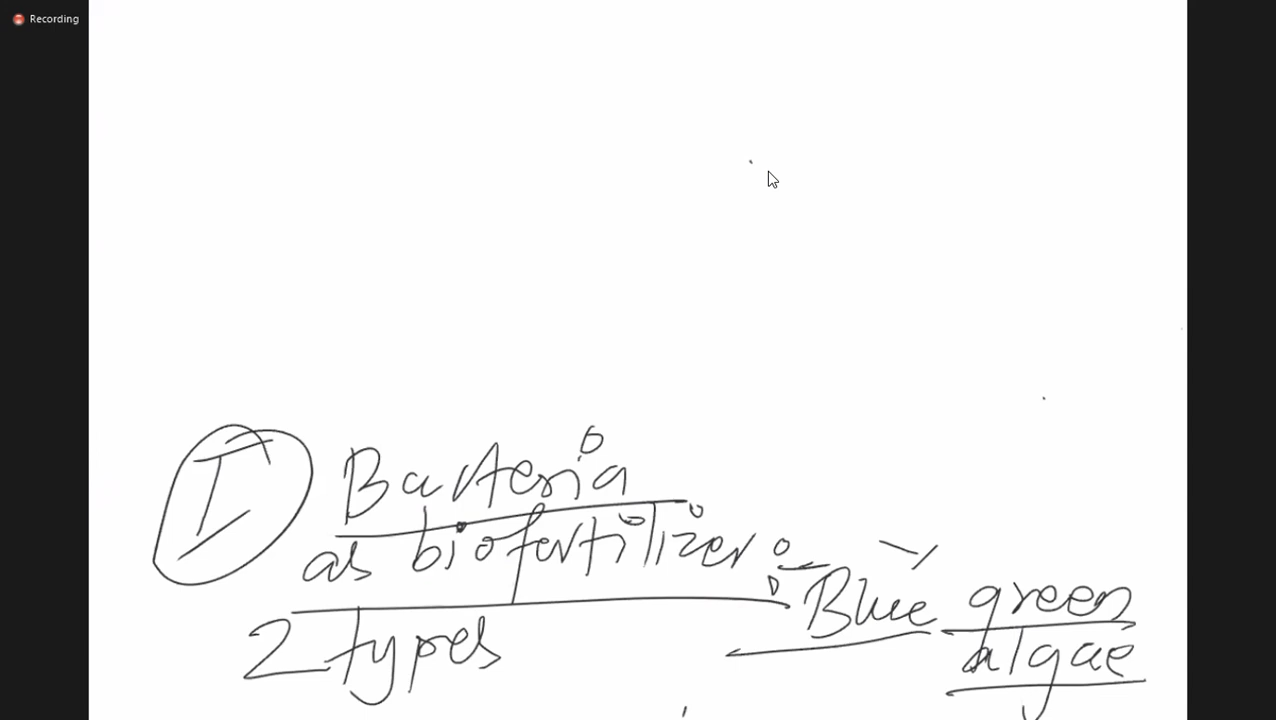 Recording
I Bacteria
as biofertilizer :- Blue green
algae
2 types